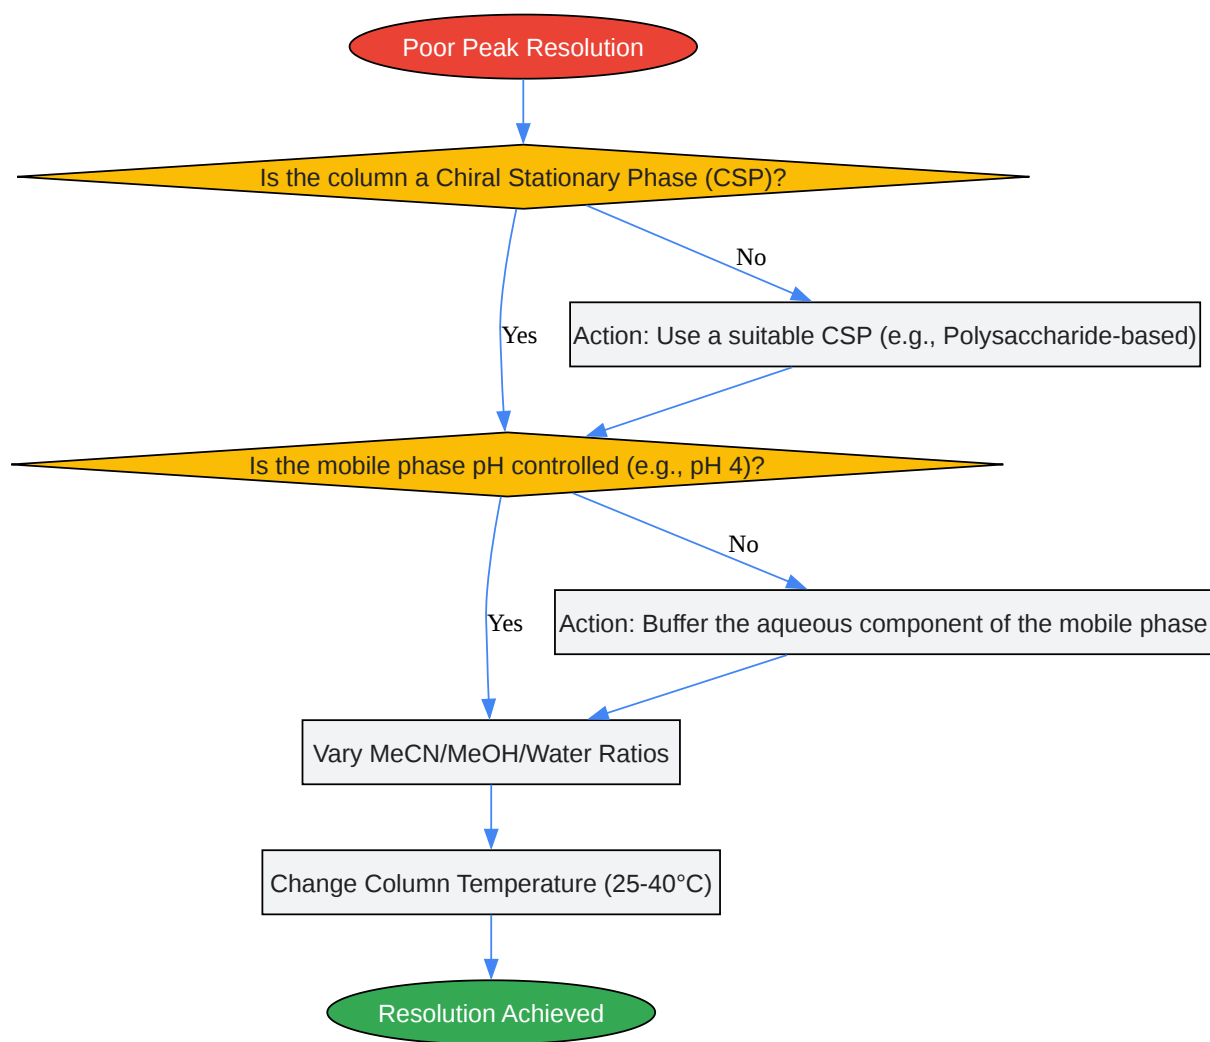 Poor Peak Resolution
Is the column a Chiral Stationary Phase (CSP)?
No
Yes
Action: Use a suitable CSP (e.g., Polysaccharide-based)
Is the mobile phase pH controlled (e.g., pH 4)?
No
Yes
Action: Buffer the aqueous component of the mobile phase
Vary MeCN/MeOH/Water Ratios
Change Column Temperature (25-40°C)
Resolution Achieved